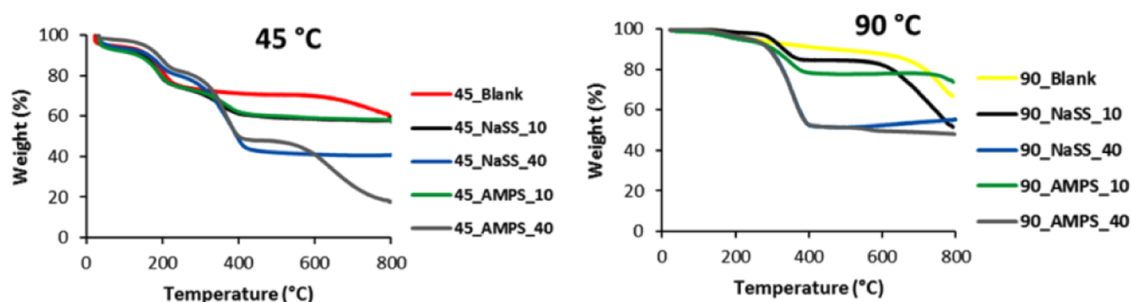 45 °C
100
80
60
40
20
0
Weight (%)
0 200 400 600 800
Temperature (°C)
45_Blank
45_NaSS_10
45_NaSS_40
45_AMPS_10
45_AMPS_40
90 °C
100
80
60
40
20
0
Weight (%)
0 200 400 600 800
Temperature (°C)
90_Blank
90_NaSS_10
90_NaSS_40
90_AMPS_10
90_AMPS_40